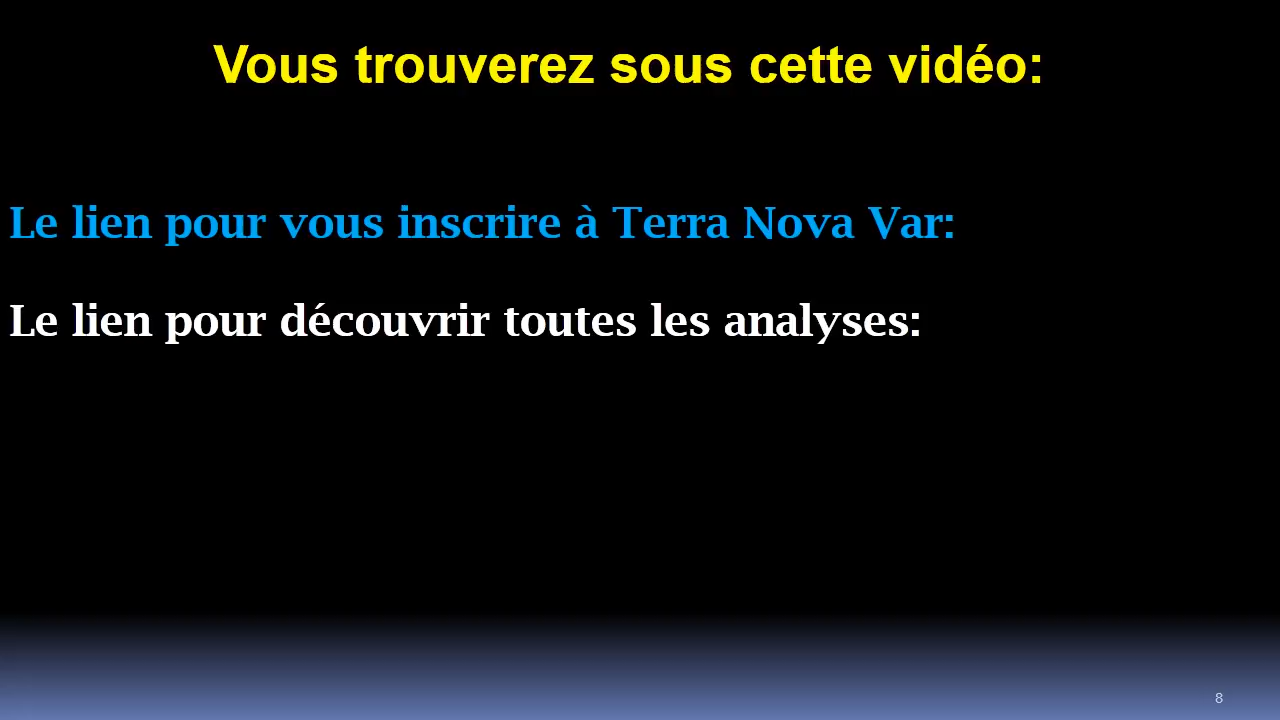 Vous trouverez sous cette vidéo:
Le lien pour vous inscrire à Terra Nova Var:
Le lien pour découvrir toutes les analyses:
8